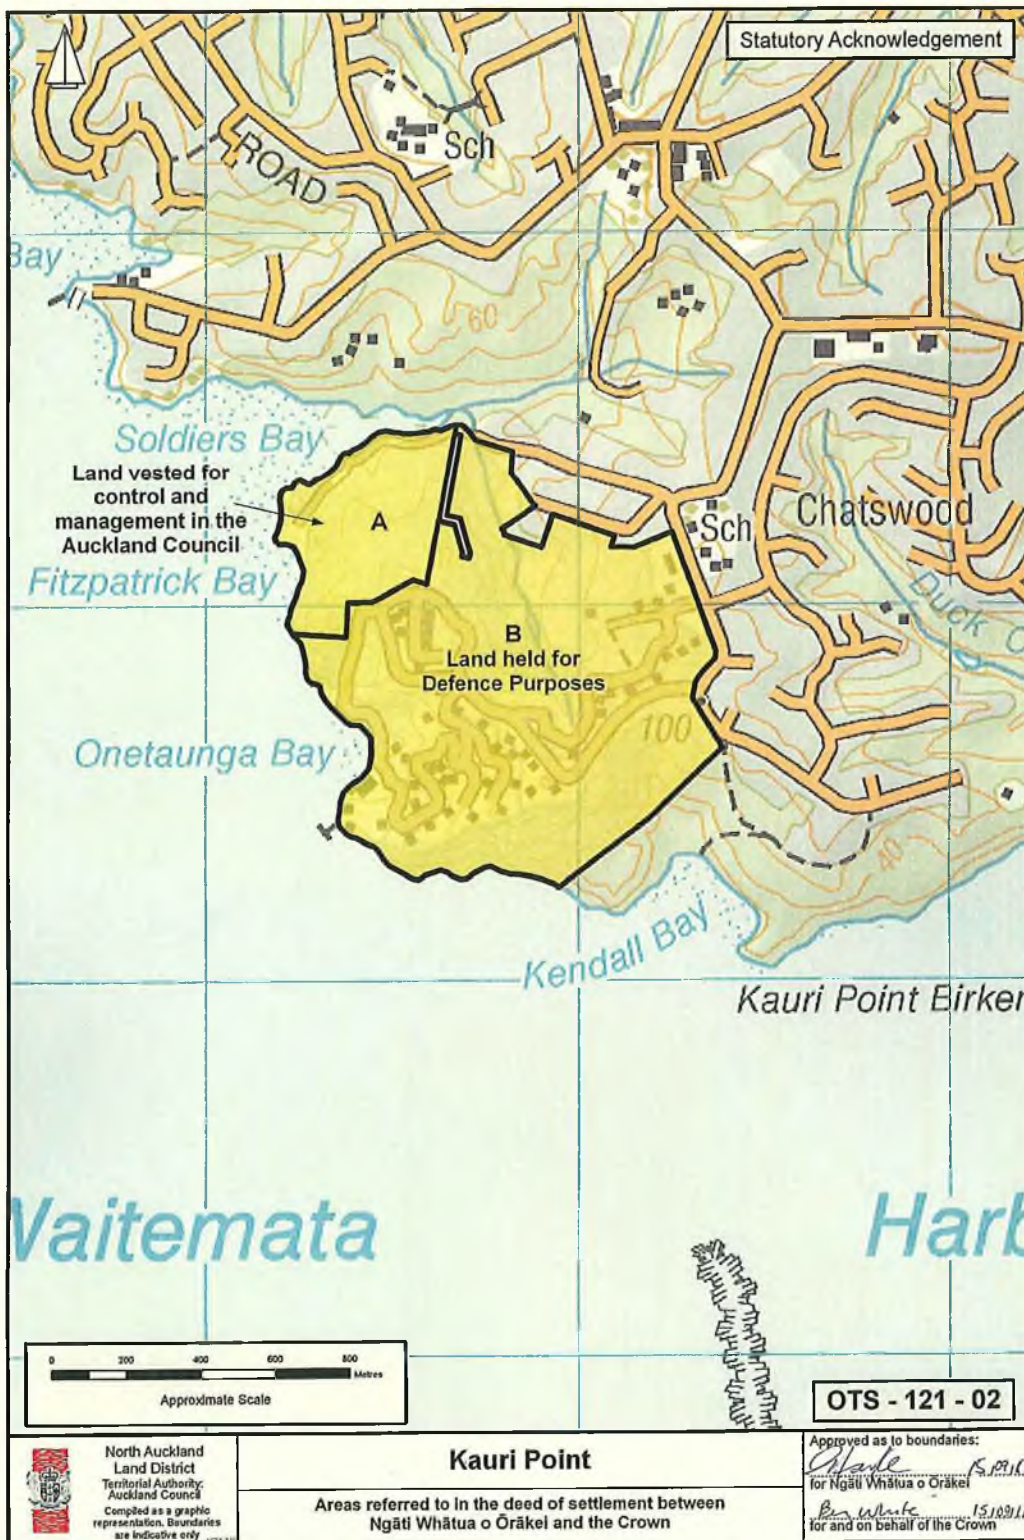 Statutory Acknowledgement
Sch
ROAD
Bay
60
Soldiers Bay
Land vested for
control and
management in the
Auckland Council
A
Sch
Chatswood
Fitzpatrick Bay
Duck
B
Land held for
Defence Purposes
100
Onetaunga Bay
40
Kendall Bay
Kauri Point Birken
Waitemata
Harb
0 200 400 600 800
Metres
Approximate Scale
OTS - 121 - 02
North Auckland
Land District
Territorial Authority:
Auckland Council
Compiled as a graphic
representation. Boundaries
are indicative only
Kauri Point
Areas referred to in the deed of settlement between
Ngāti Whātua o Ōrākei and the Crown
Approved as to boundaries:
for Ngāti Whātua o Ōrākei
for and on behalf of the Crown